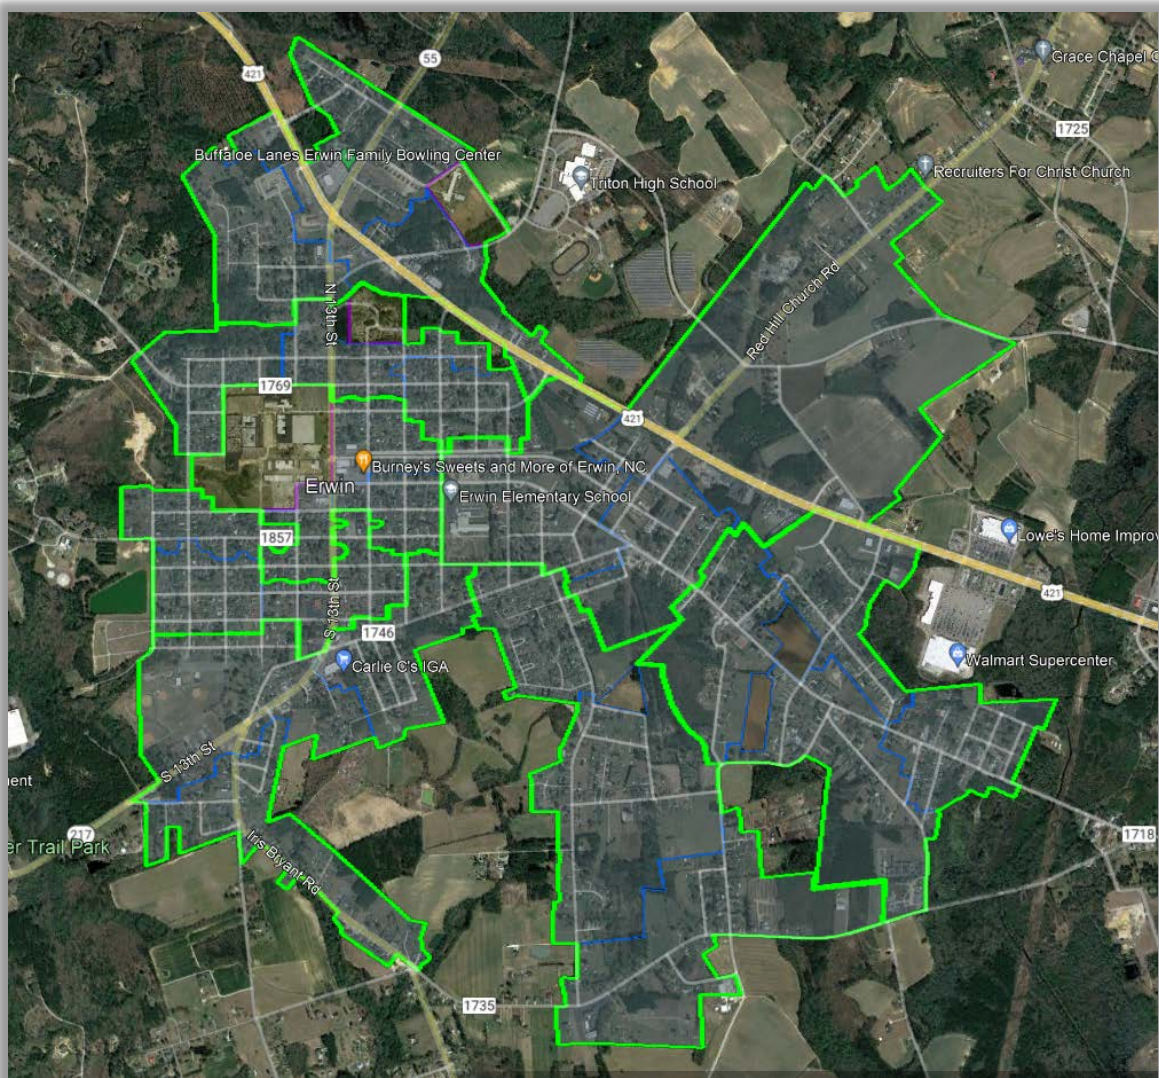 421
55
Grace Chapel C
1725
Buffaloe Lanes Erwin Family Bowling Center
Triton High School
Recruiters For Christ Church
N 13th St
Red Hill Church Rd
1769
421
Burney's Sweets and More of Erwin, NC
Erwin
Erwin Elementary School
1857
Lowe's Home Improv
S 13th St
421
1746
Carlie C's IGA
Walmart Supercenter
S 13th St
ment
217
er Trail Park
Iris Bryant Rd
1718
1735